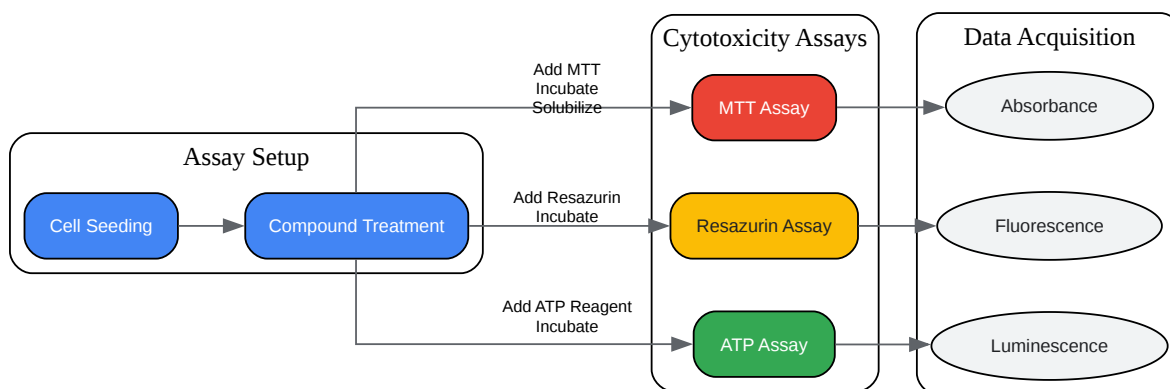 Cytotoxicity Assays
Data Acquisition
Add MTT
Incubate
Solubilize
MTT Assay
Absorbance
Assay Setup
Cell Seeding
Compound Treatment
Add Resazurin
Incubate
Resazurin Assay
Fluorescence
Add ATP Reagent
Incubate
ATP Assay
Luminescence